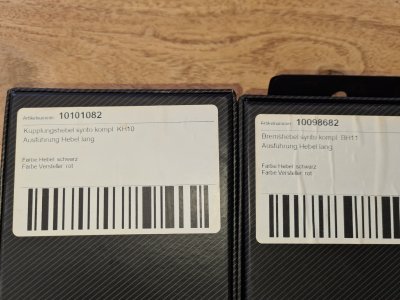 Artikelnummer: 10101082
Kupplungshebel synto kompl. KH10
Ausführung Hebel lang
Farbe Hebel: schwarz
Farbe Versteller: rot
Artikelnummer: 10098682
Bremshebel synto kompl. BH11
Ausführung Hebel lang
Farbe Hebel: schwarz
Farbe Versteller: rot